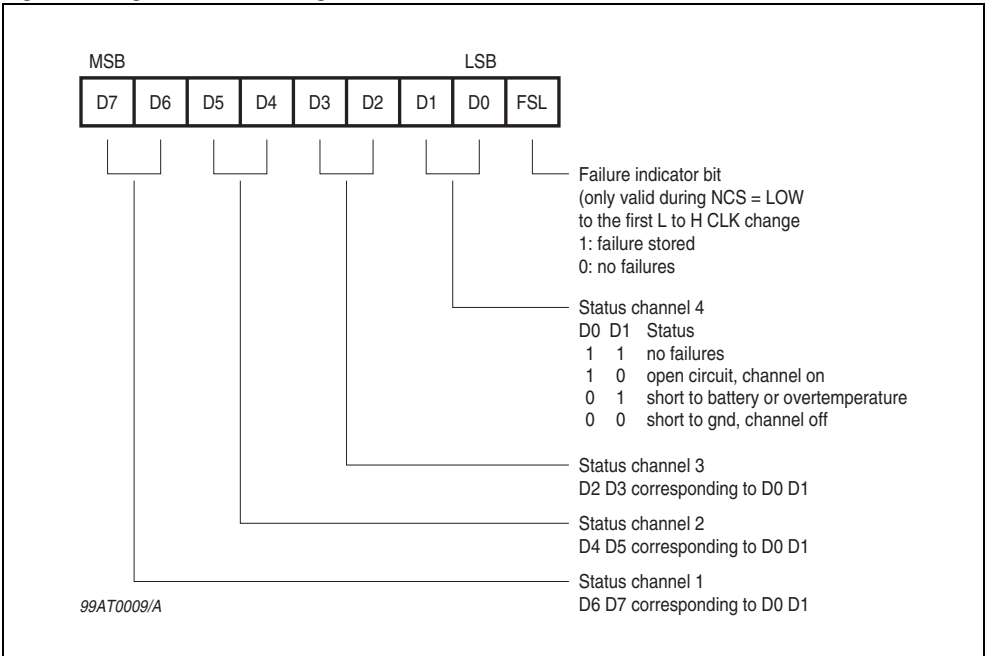 MSB LSB
D7 D6 D5 D4 D3 D2 D1 D0 FSL
Failure indicator bit
(only valid during NCS = LOW
to the first L to H CLK change
1: failure stored
0: no failures
Status channel 4
D0 D1 Status
1 1 no failures
1 0 open circuit, channel on
0 1 short to battery or overtemperature
0 0 short to gnd, channel off
Status channel 3
D2 D3 corresponding to D0 D1
Status channel 2
D4 D5 corresponding to D0 D1
Status channel 1
D6 D7 corresponding to D0 D1
99AT0009/A